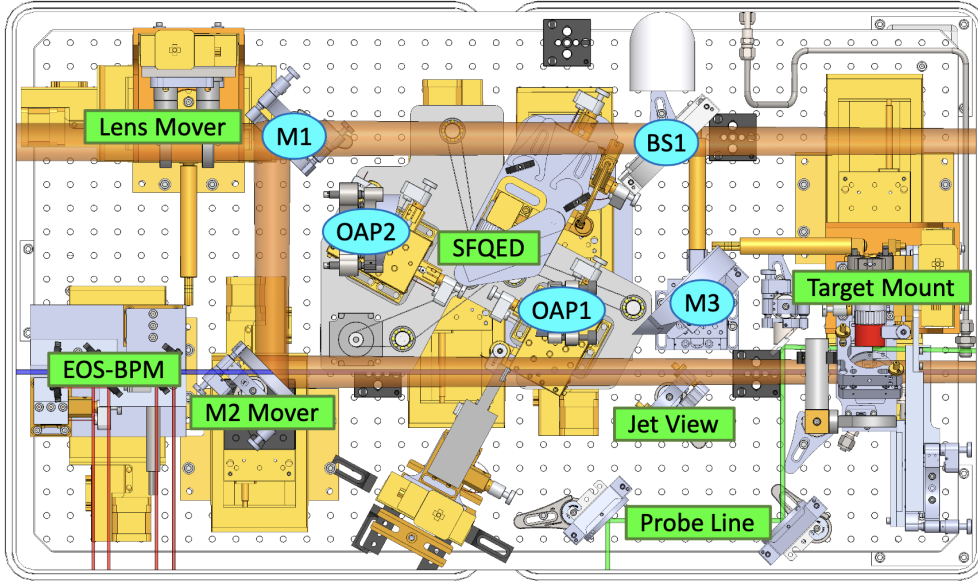 Lens Mover
M1
BS1
OAP2
SFQED
OAP1
M3
Target Mount
EOS-BPM
M2 Mover
Jet View
Probe Line